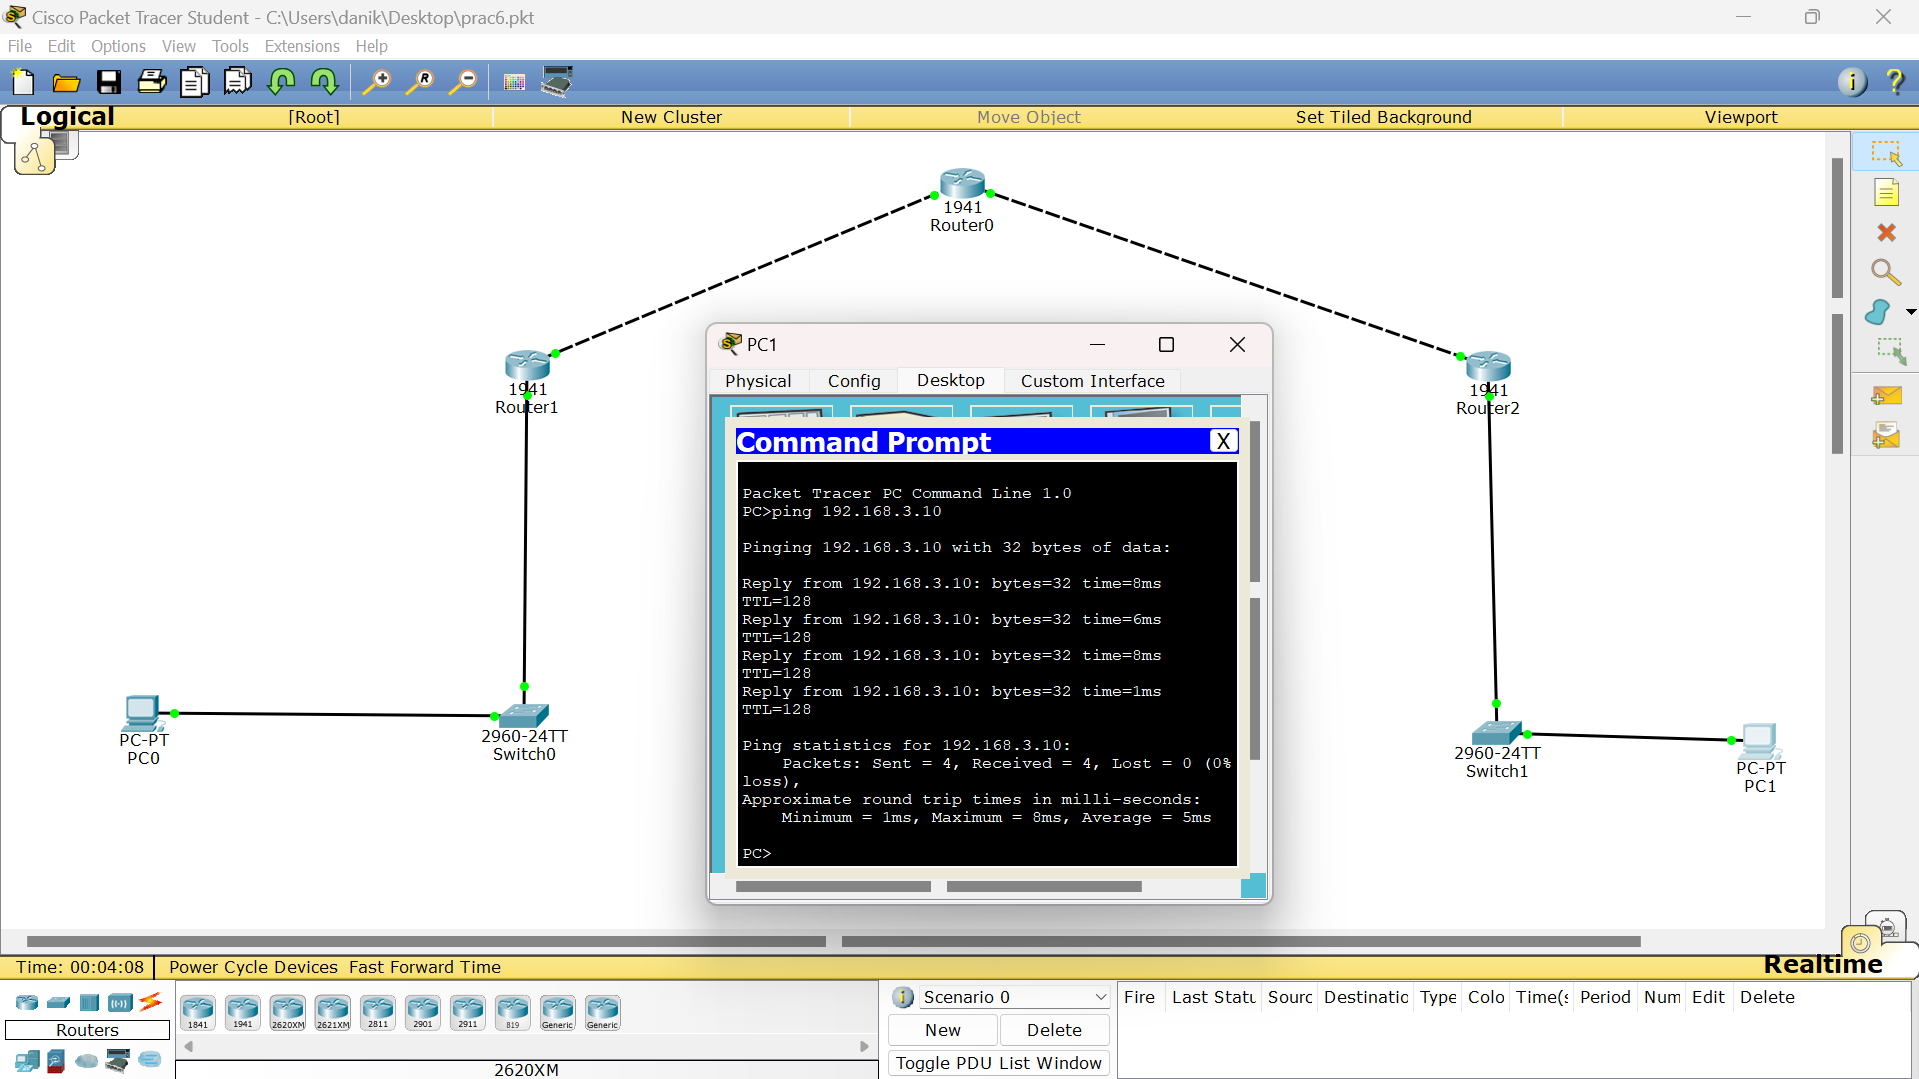 Cisco Packet Tracer Student - C:\Users\danik\Desktop\prac6.pkt
File Edit Options View Tools Extensions Help
Logical [Root] New Cluster Move Object Set Tiled Background Viewport
1941
Router0
1941
Router1
1941
Router2
PC-PT
PC0
2960-24TT
Switch0
2960-24TT
Switch1
PC-PT
PC1
PC1
Physical Config Desktop Custom Interface
Command Prompt X
Packet Tracer PC Command Line 1.0
PC>ping 192.168.3.10
Pinging 192.168.3.10 with 32 bytes of data:
Reply from 192.168.3.10: bytes=32 time=8ms
TTL=128
Reply from 192.168.3.10: bytes=32 time=6ms
TTL=128
Reply from 192.168.3.10: bytes=32 time=8ms
TTL=128
Reply from 192.168.3.10: bytes=32 time=1ms
TTL=128
Ping statistics for 192.168.3.10:
Packets: Sent = 4, Received = 4, Lost = 0 (0%
loss),
Approximate round trip times in milli-seconds:
Minimum = 1ms, Maximum = 8ms, Average = 5ms
PC>
Time: 00:04:08 Power Cycle Devices Fast Forward Time Realtime
Routers
1841 1941 2620XM 2621XM 2811 2901 2911 819 Generic Generic
2620XM
Scenario 0
New Delete
Toggle PDU List Window
Fire Last Statu Sourc Destinatio Type Colo Time(s Period Num Edit Delete